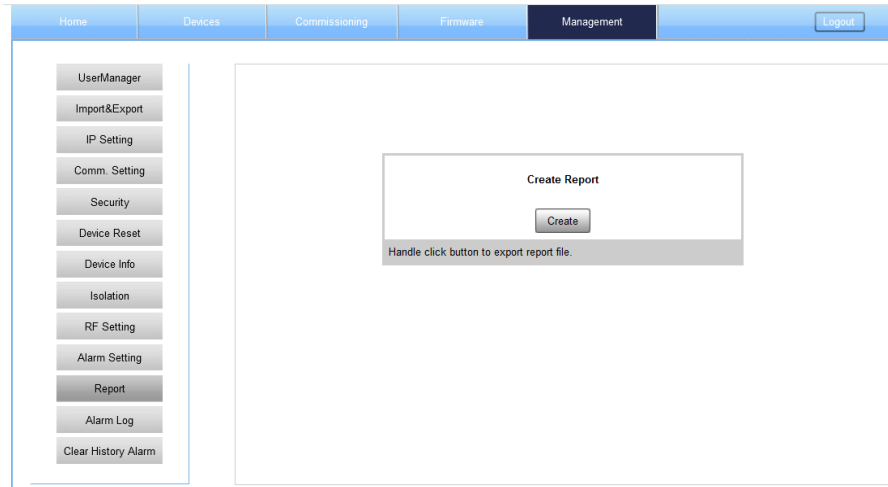 Home Devices Commissioning Firmware Management Logout
UserManager
Import&Export
IP Setting
Comm. Setting
Security
Device Reset
Device Info
Isolation
RF Setting
Alarm Setting
Report
Alarm Log
Clear History Alarm
Create Report
Create
Handle click button to export report file.